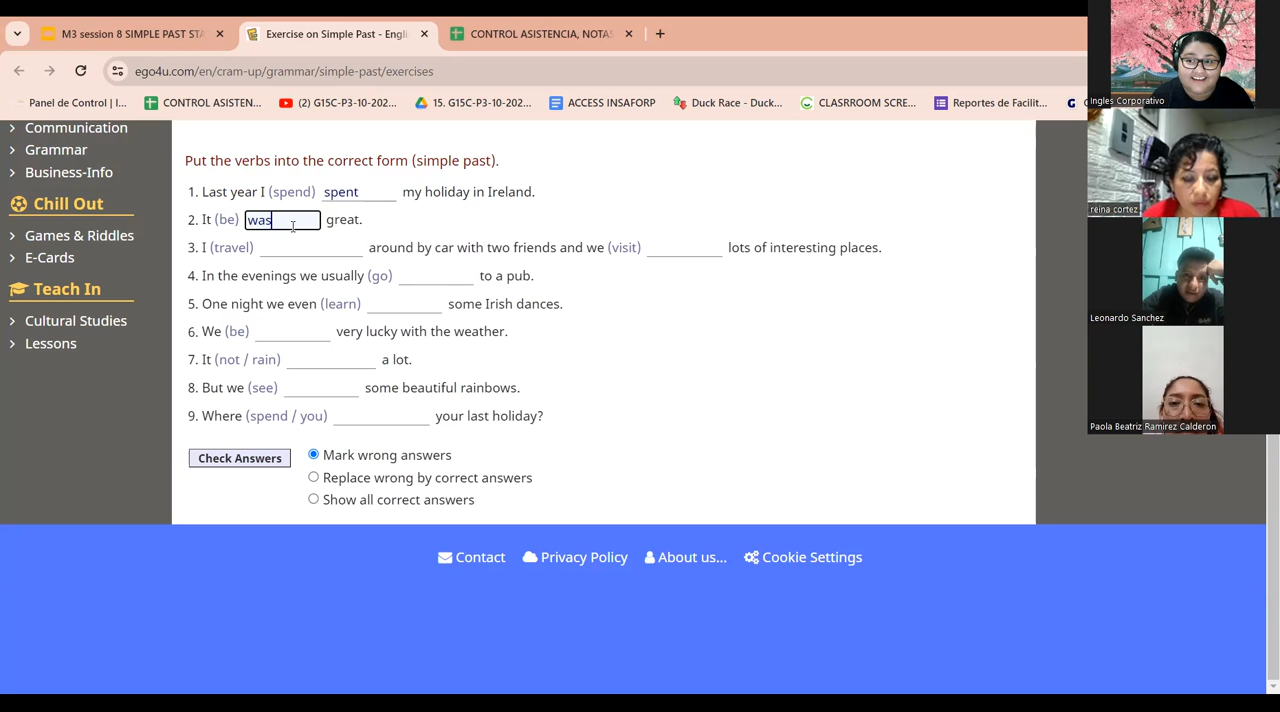 M3 session 8 SIMPLE PAST STA
Exercise on Simple Past - Engli
CONTROL ASISTENCIA, NOTAS
ego4u.com/en/cram-up/grammar/simple-past/exercises
Panel de Control | I...
CONTROL ASISTEN...
(2) G15C-P3-10-202...
15. G15C-P3-10-202...
ACCESS INSAFORP
Duck Race - Duck...
CLASRROOM SCRE...
Reportes de Facilit...
Ingles Corporativo
reina cortez
Leonardo Sanchez
Paola Beatriz Ramirez Calderon
Communication
Grammar
Business-Info
Chill Out
Games & Riddles
E-Cards
Teach In
Cultural Studies
Lessons
Put the verbs into the correct form (simple past).
1. Last year I (spend) spent my holiday in Ireland.
2. It (be) was great.
3. I (travel) around by car with two friends and we (visit) lots of interesting places.
4. In the evenings we usually (go) to a pub.
5. One night we even (learn) some Irish dances.
6. We (be) very lucky with the weather.
7. It (not / rain) a lot.
8. But we (see) some beautiful rainbows.
9. Where (spend / you) your last holiday?
Check Answers
Mark wrong answers
Replace wrong by correct answers
Show all correct answers
Contact Privacy Policy About us... Cookie Settings